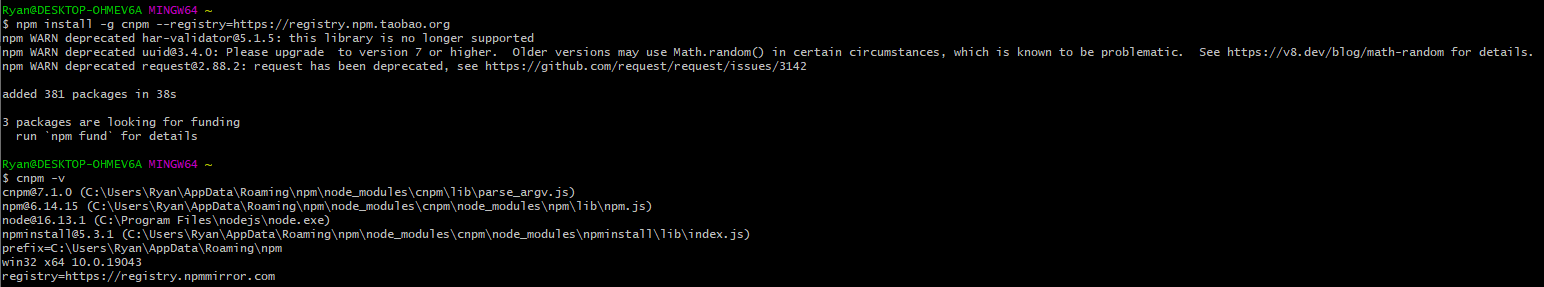 Ryan@DESKTOP-OHMEV6A MINGW64 ~
$ npm install -g cnpm --registry=https://registry.npm.taobao.org
npm WARN deprecated har-validator@5.1.5: this library is no longer supported
npm WARN deprecated uuid@3.4.0: Please upgrade  to version 7 or higher.  Older versions may use Math.random() in certain circumstances, which is known to be problematic.  See https://v8.dev/blog/math-random for details.
npm WARN deprecated request@2.88.2: request has been deprecated, see https://github.com/request/request/issues/3142
added 381 packages in 38s
3 packages are looking for funding
  run `npm fund` for details
Ryan@DESKTOP-OHMEV6A MINGW64 ~
$ cnpm -v
cnpm@7.1.0 (C:\Users\Ryan\AppData\Roaming\npm\node_modules\cnpm\lib\parse_argv.js)
npm@6.14.15 (C:\Users\Ryan\AppData\Roaming\npm\node_modules\cnpm\node_modules\npm\lib\npm.js)
node@16.13.1 (C:\Program Files\nodejs\node.exe)
npminstall@5.3.1 (C:\Users\Ryan\AppData\Roaming\npm\node_modules\cnpm\node_modules\npminstall\lib\index.js)
prefix=C:\Users\Ryan\AppData\Roaming\npm
win32 x64 10.0.19043
registry=https://registry.npmmirror.com